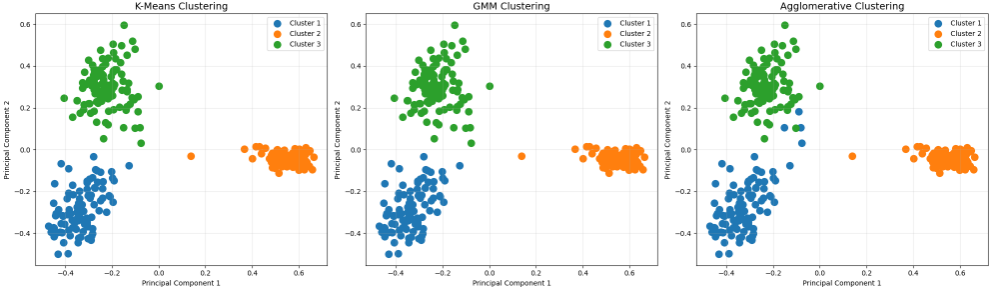 K-Means Clustering
Cluster 1
Cluster 2
Cluster 3
0.6
0.4
0.2
0.0
−0.2
−0.4
Principal Component 2
−0.4
−0.2
0.0
0.2
0.4
0.6
Principal Component 1
GMM Clustering
Cluster 1
Cluster 2
Cluster 3
0.6
0.4
0.2
0.0
−0.2
−0.4
Principal Component 2
−0.4
−0.2
0.0
0.2
0.4
0.6
Principal Component 1
Agglomerative Clustering
Cluster 1
Cluster 2
Cluster 3
0.6
0.4
0.2
0.0
−0.2
−0.4
Principal Component 2
−0.4
−0.2
0.0
0.2
0.4
0.6
Principal Component 1